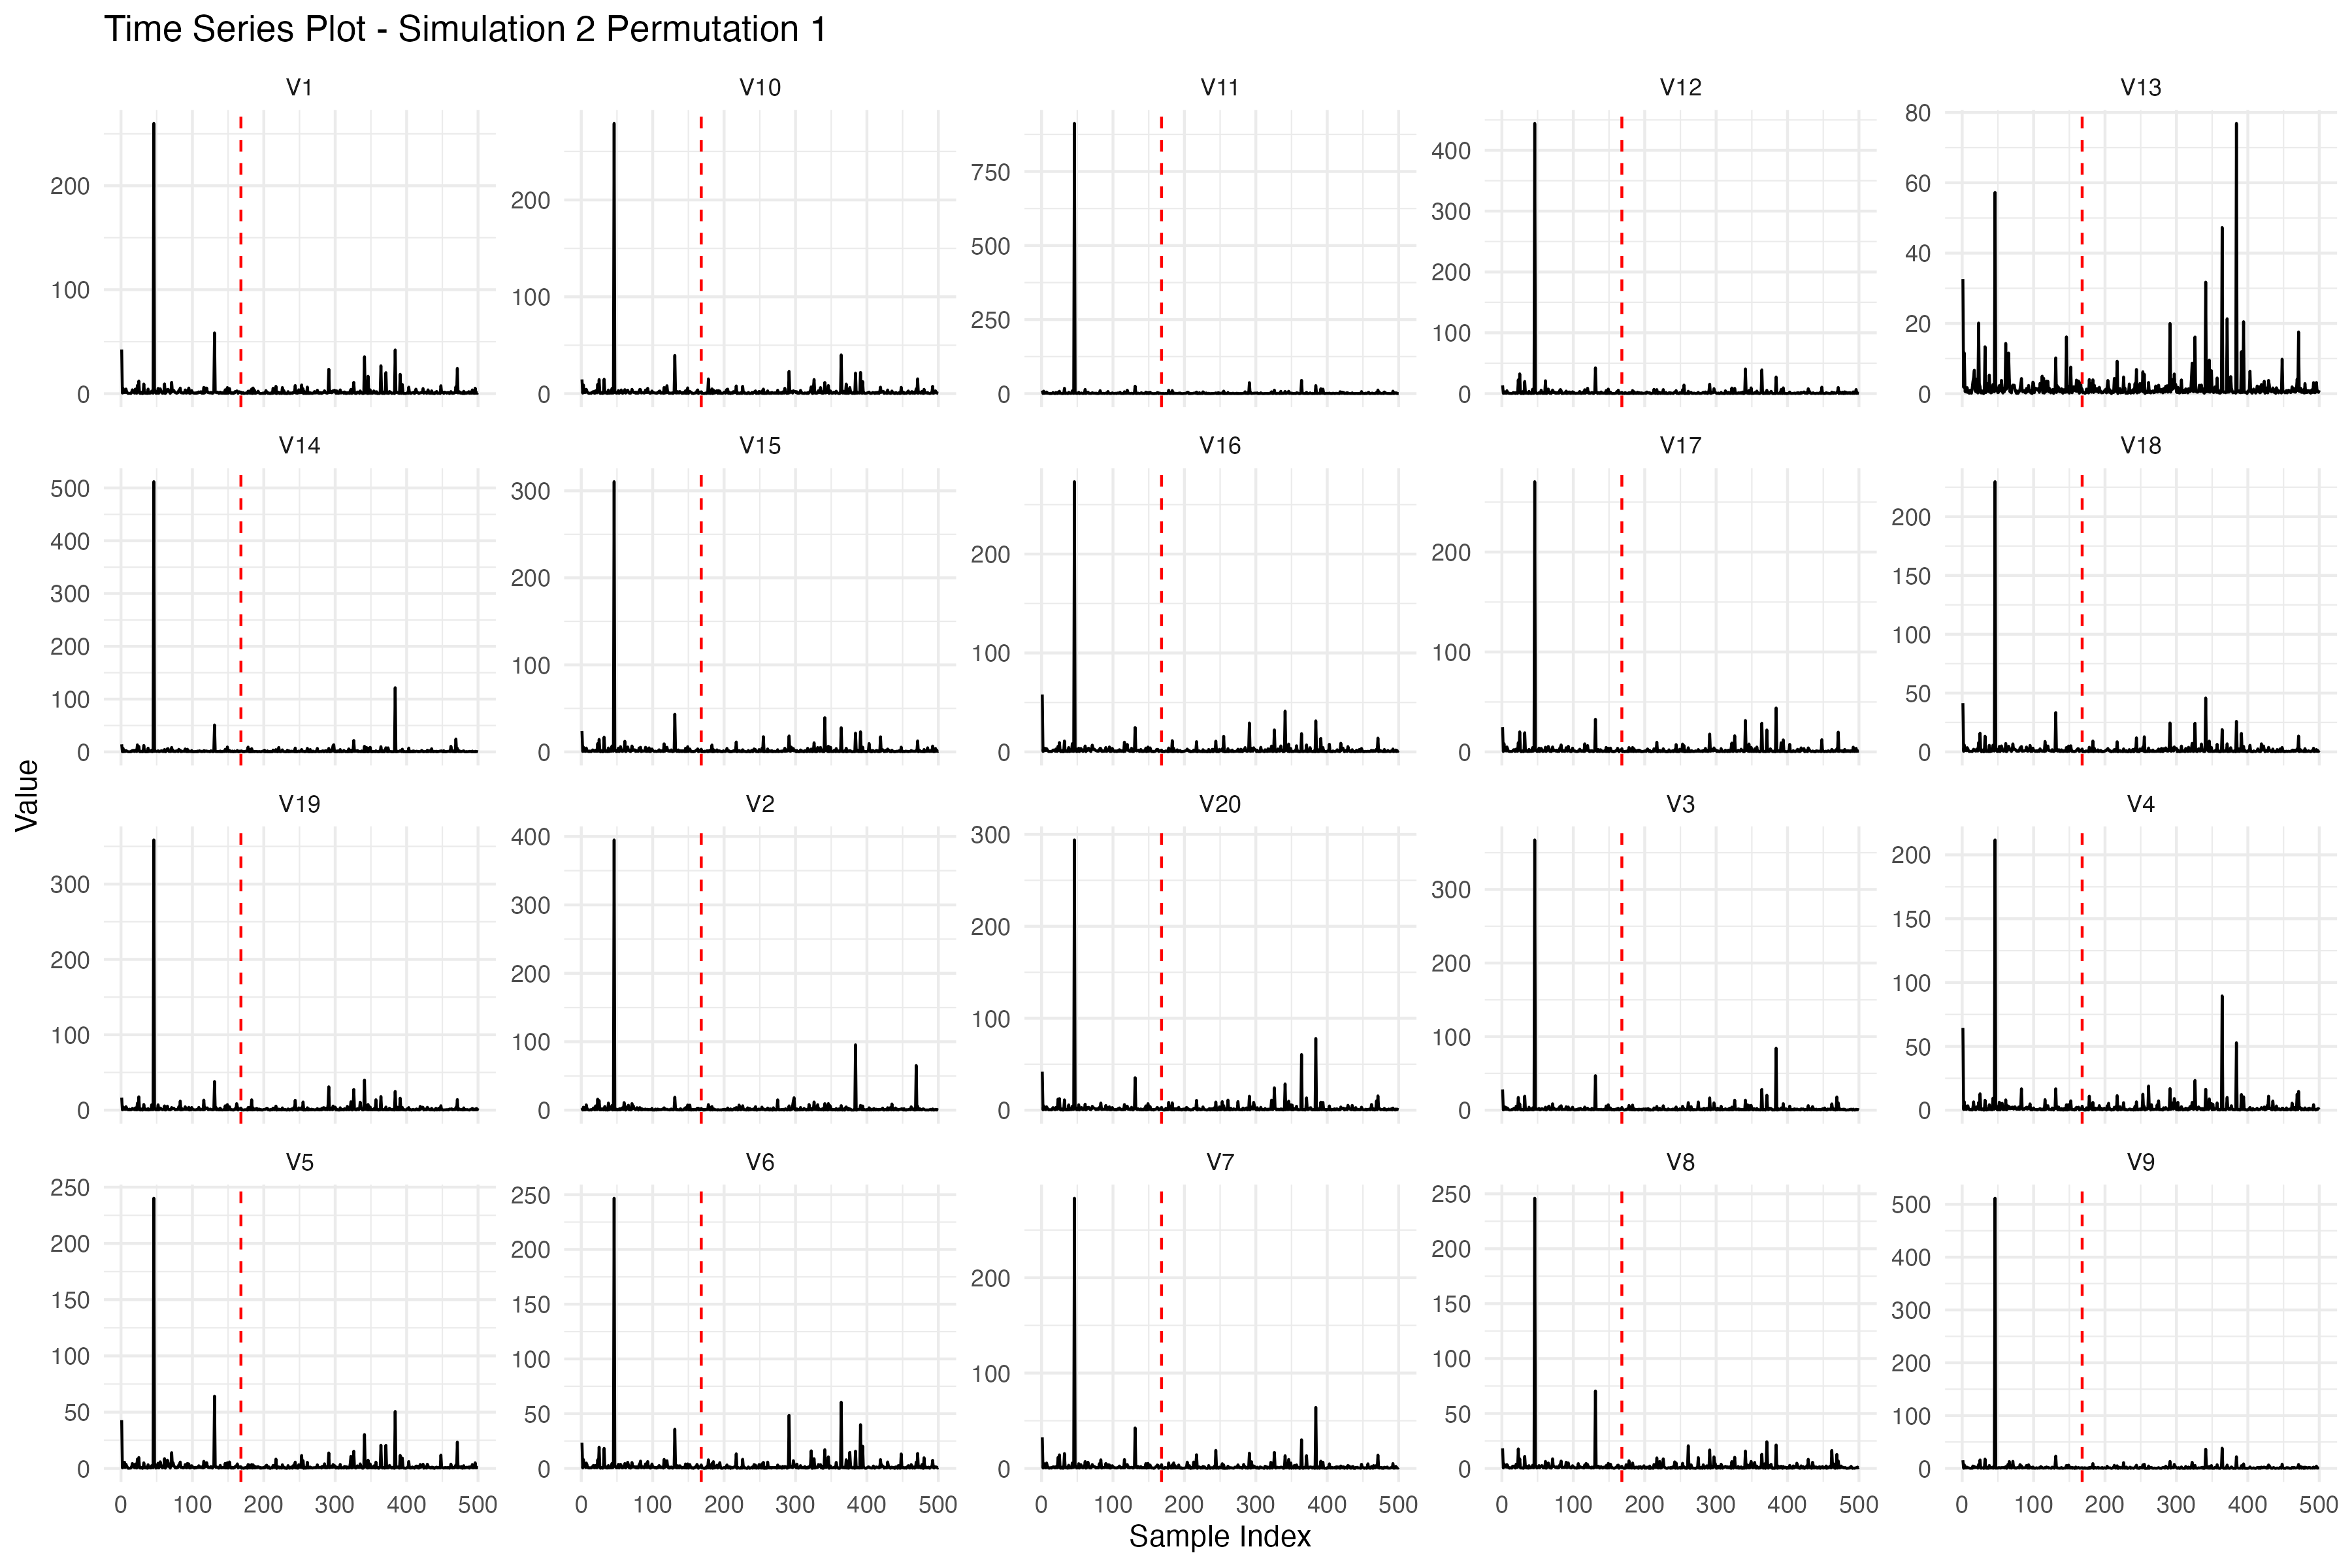 Time Series Plot - Simulation 2 Permutation 1
V1 V10 V11 V12 V13
200 100 0
200 100 0
750 500 250 0
400 300 200 100 0
80 60 40 20 0
V14 V15 V16 V17 V18
500 400 300 200 100 0
300 200 100 0
200 100 0
200 100 0
200 150 100 50 0
V19 V2 V20 V3 V4
300 200 100 0
400 300 200 100 0
300 200 100 0
300 200 100 0
200 150 100 50 0
V5 V6 V7 V8 V9
250 200 150 100 50 0
250 200 150 100 50 0
200 100 0
250 200 150 100 50 0
500 400 300 200 100 0
0 100 200 300 400 500 0 100 200 300 400 500 0 100 200 300 400 500 0 100 200 300 400 500 0 100 200 300 400 500
Value
Sample Index